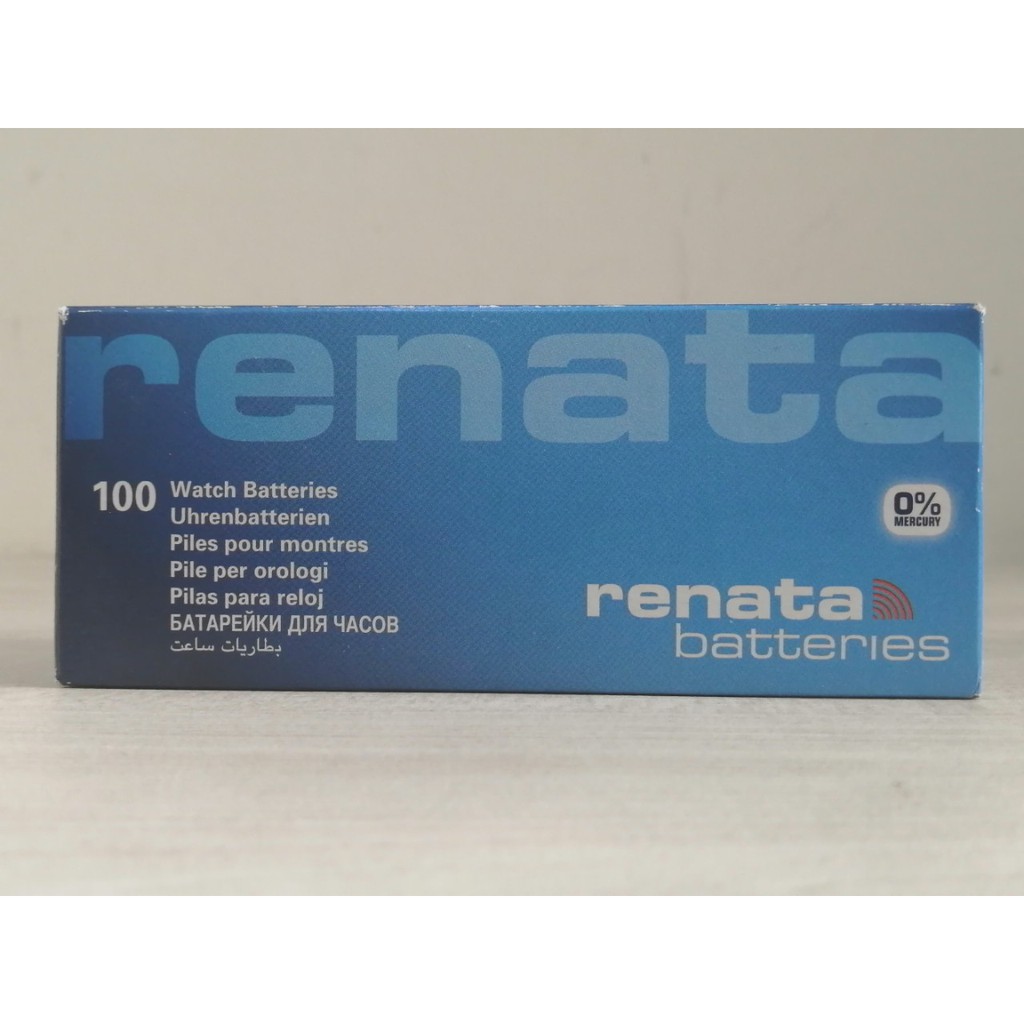 renata
100 Watch Batteries
Uhrenbatterien
Piles pour montres
Pile per orologi
Pilas para reloj
БАТАРЕЙКИ ДЛЯ ЧАСОВ
بطاريات ساعت
0%
MERCURY
renata
batteries